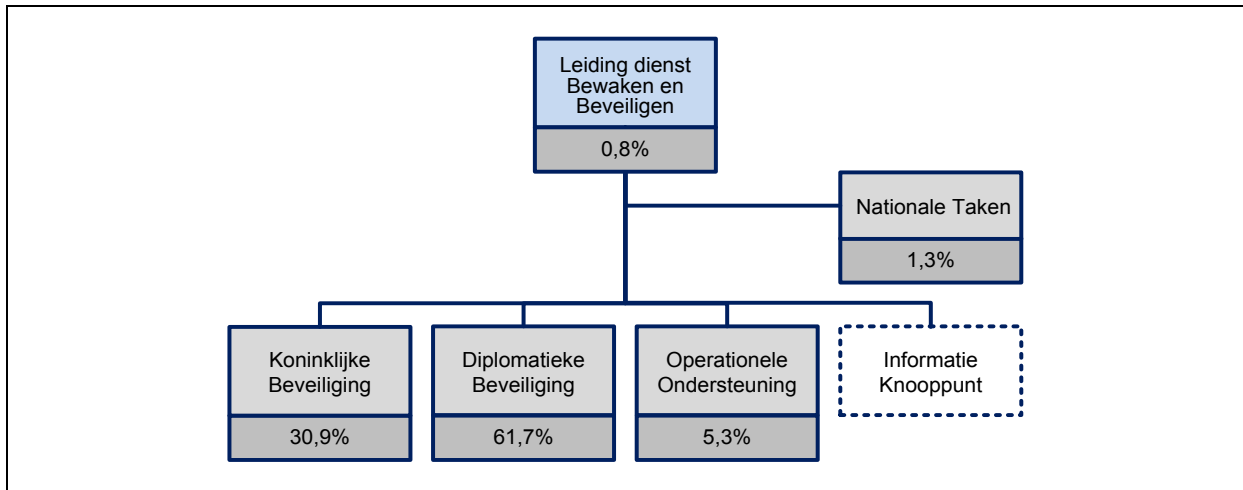 Leiding dienst
Bewaken en
Beveiligen
0,8%
Nationale Taken
1,3%
Koninklijke
Beveiliging
30,9%
Diplomatieke
Beveiliging
61,7%
Operationele
Ondersteuning
5,3%
Informatie
Knooppunt